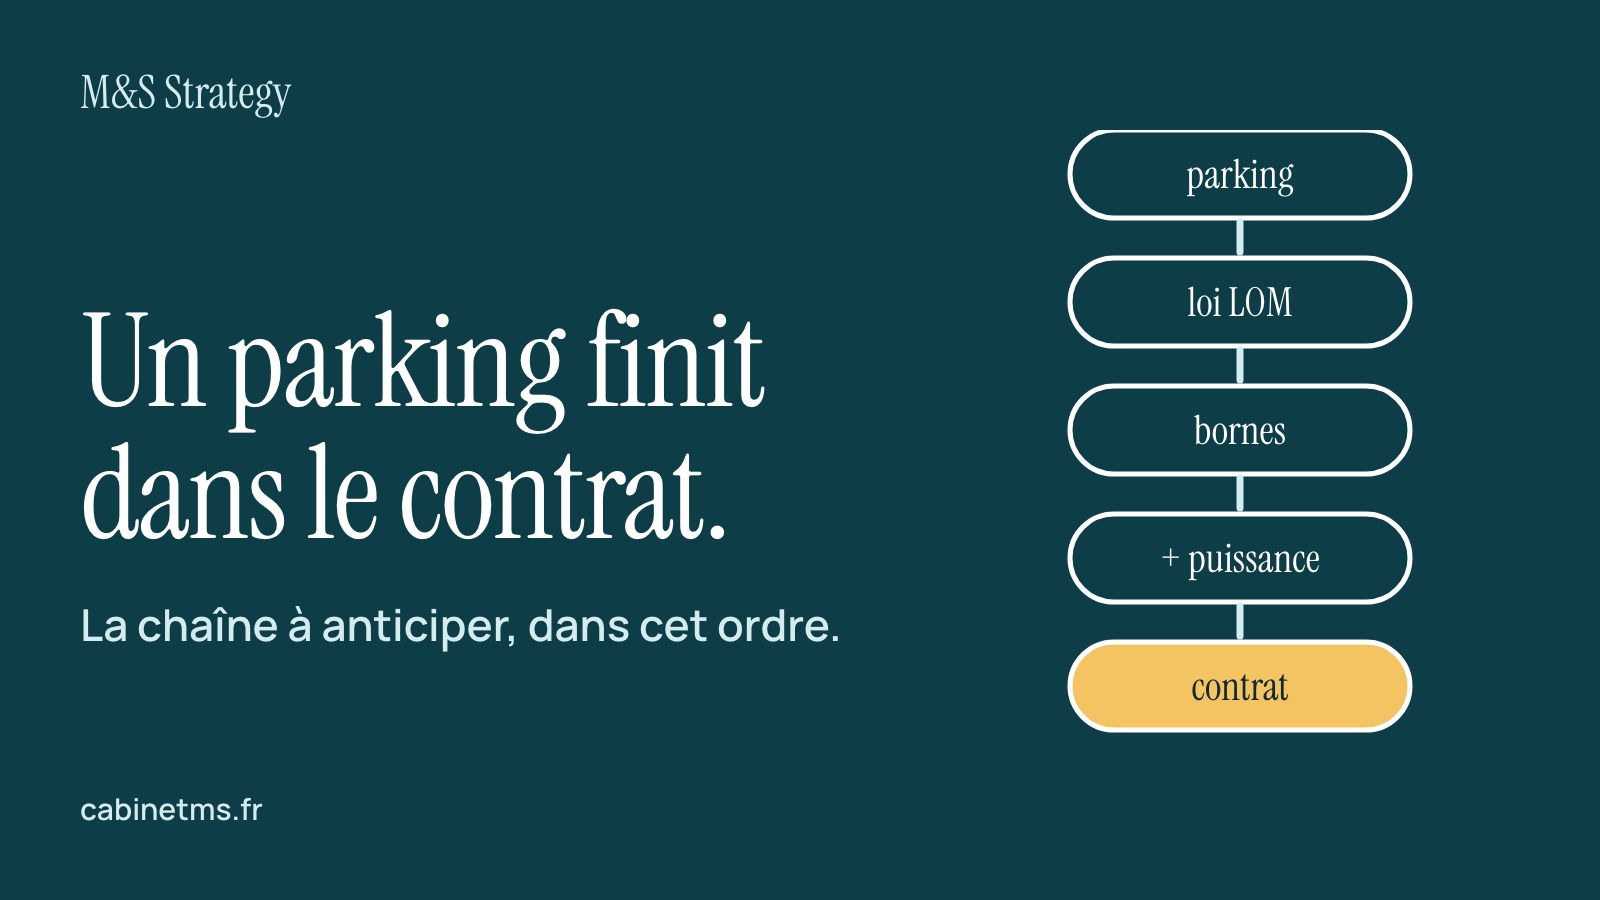 M&S Strategy
Un parking finit
dans le contrat.
La chaîne à anticiper, dans cet ordre.
cabinetms.fr
parking
loi LOM
bornes
+ puissance
contrat